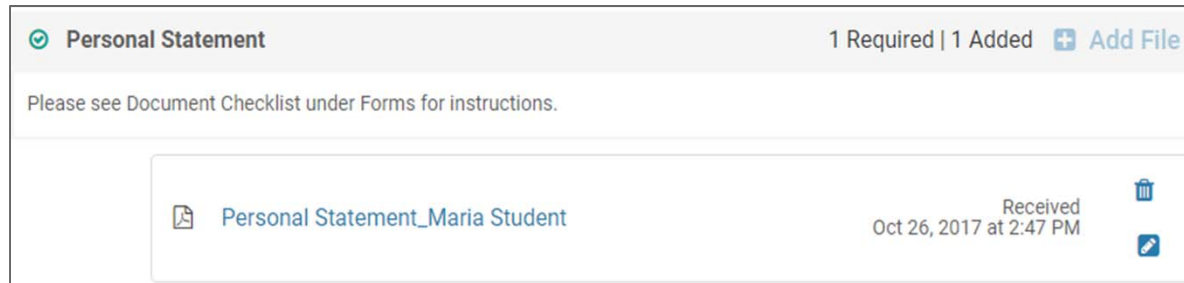 Personal Statement 1 Required | 1 Added Add File
Please see Document Checklist under Forms for instructions.
Personal Statement_Maria Student
Received
Oct 26, 2017 at 2:47 PM